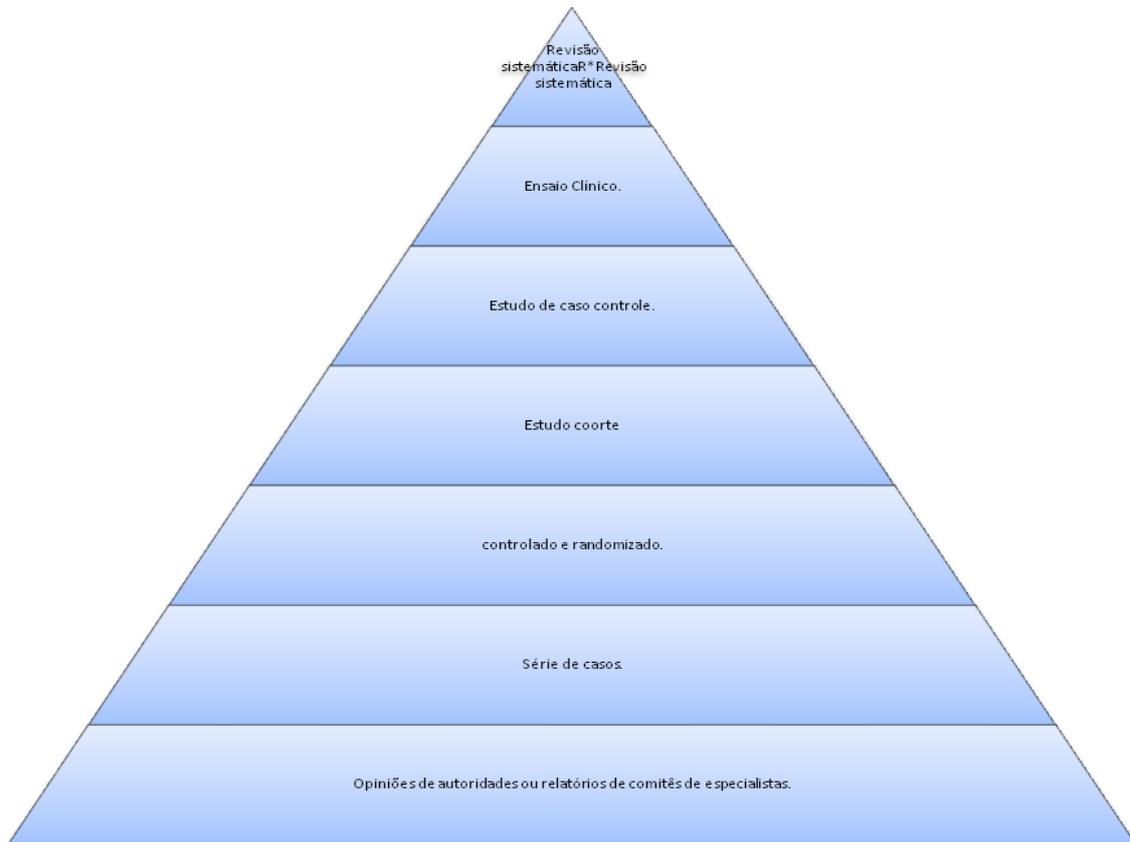 Revisão
sistemáticaR*Revisão
sistemática
Ensaio Clínico.
Estudo de caso controle.
Estudo coorte
controlado e randomizado.
Série de casos.
Opiniões de autoridades ou relatórios de comitês de especialistas.